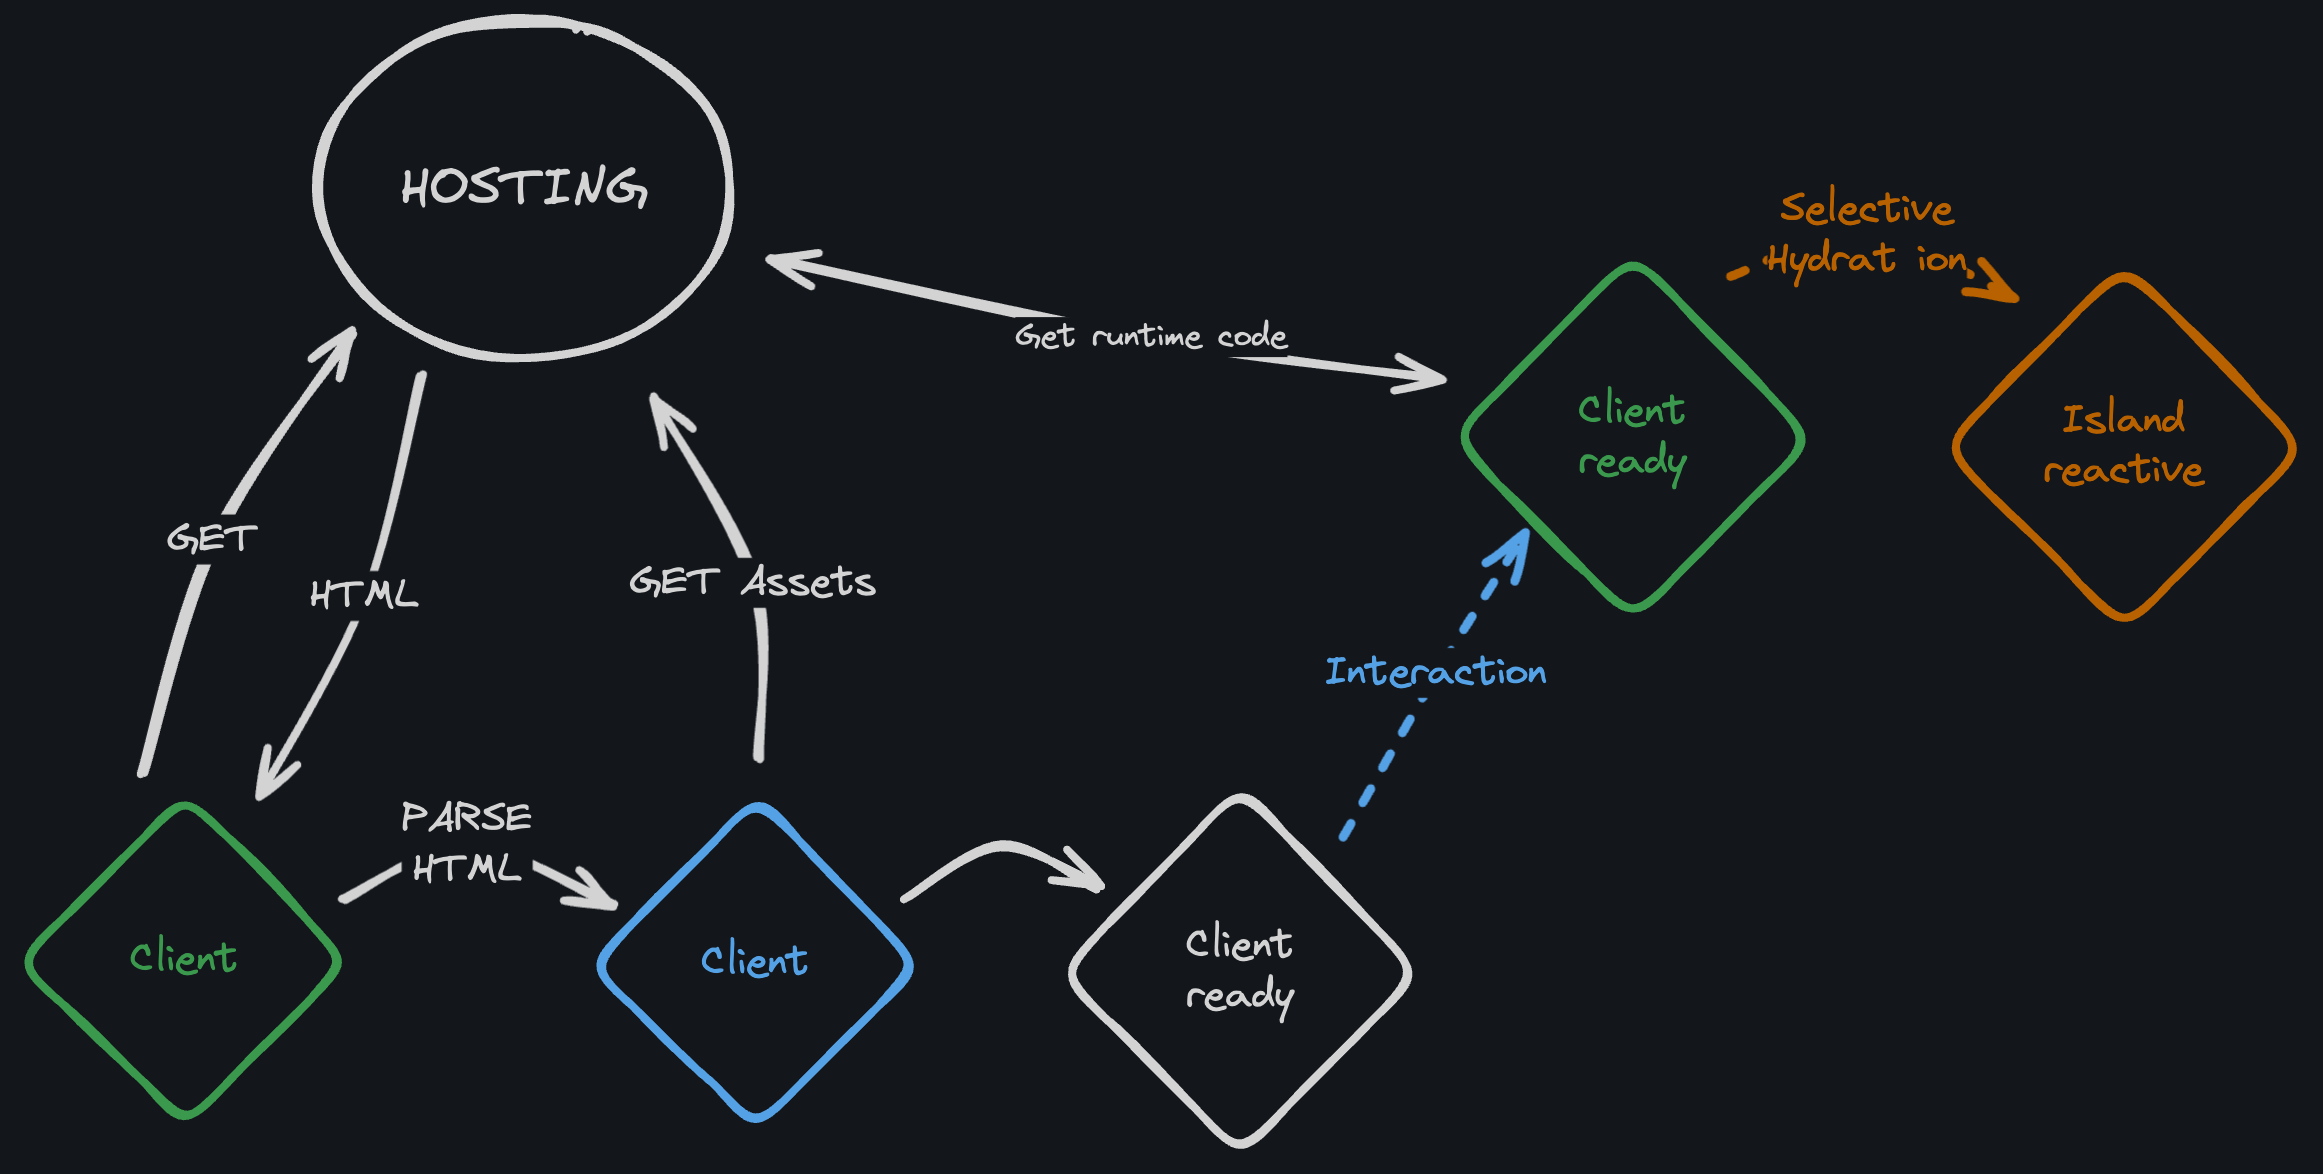 HOSTING
Selective
Hydrat ion
Get runtime code
Client
ready
Island
reactive
GET
HTML
GET Assets
Interaction
PARSE
HTML
Client
Client
Client
ready